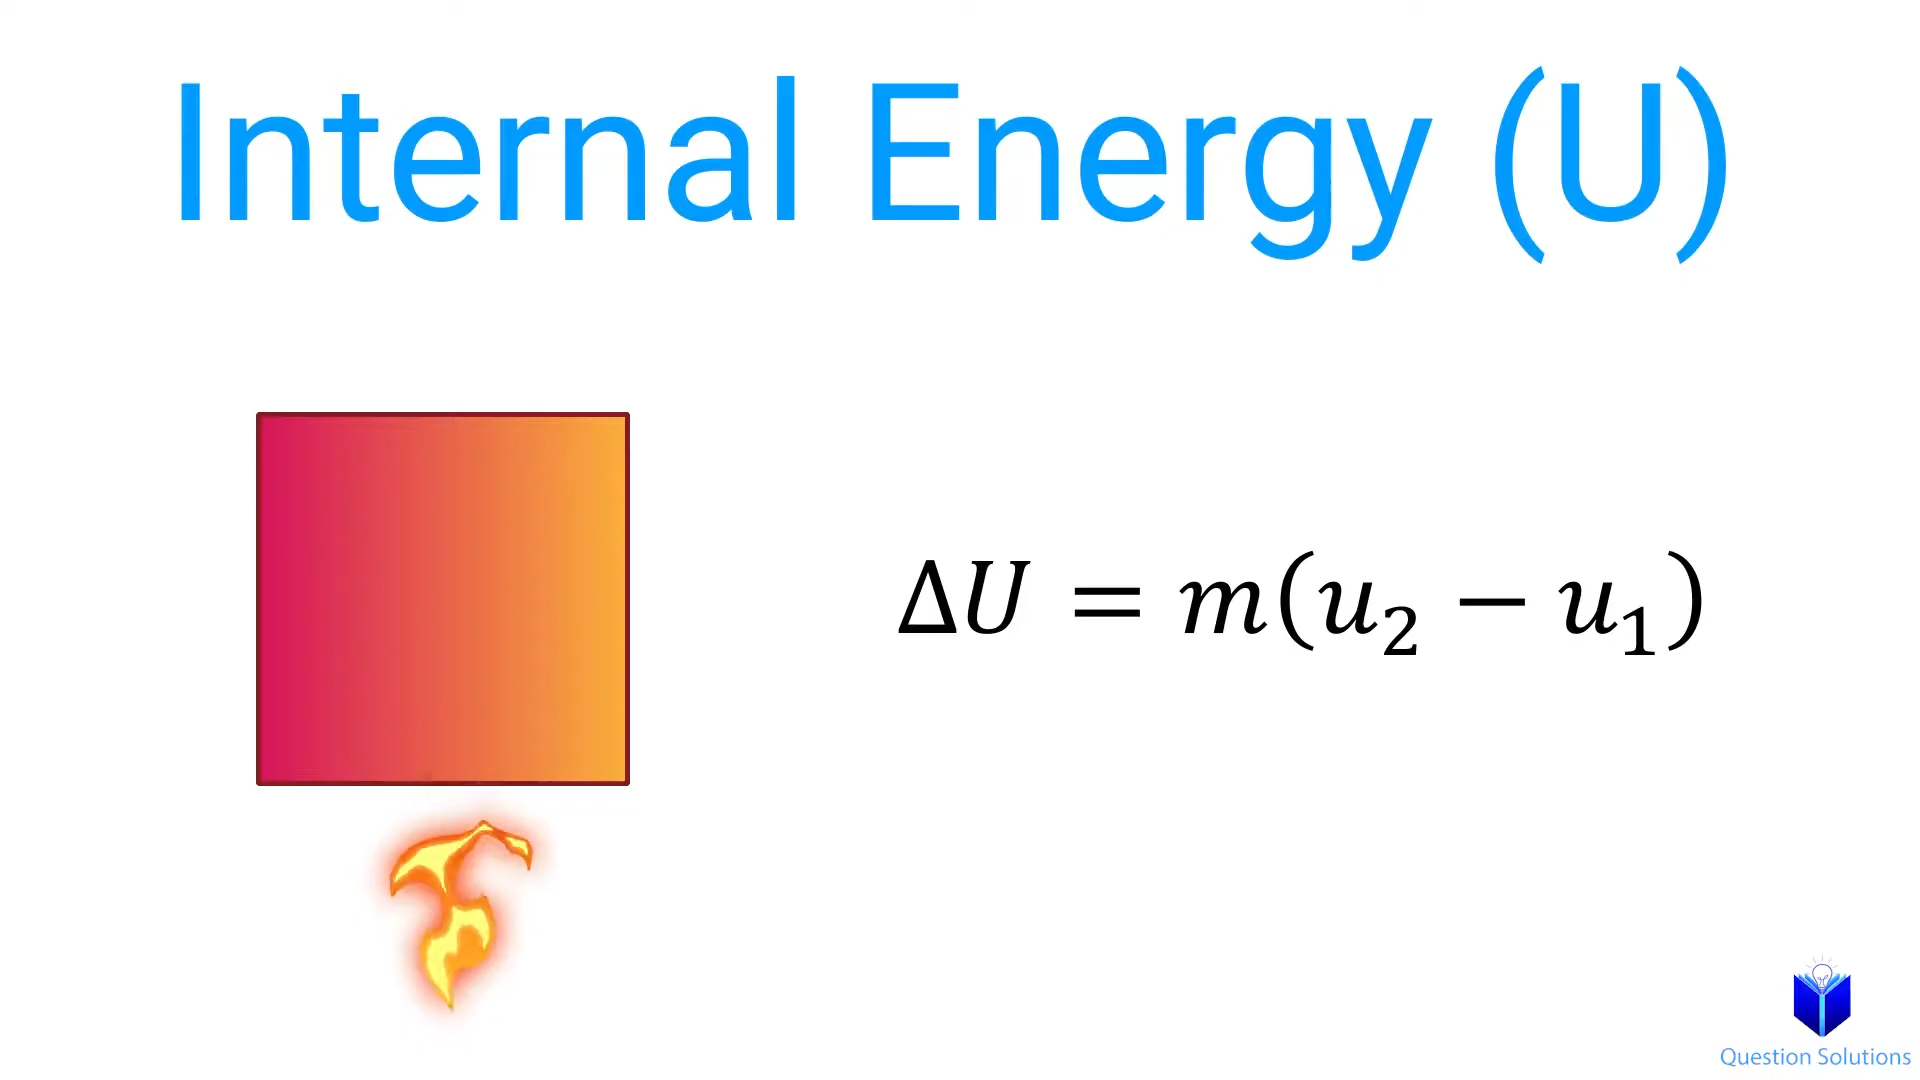 Internal Energy (U)
Δ𝑈 = 𝑚(𝑢₂ − 𝑢₁)
Question Solutions